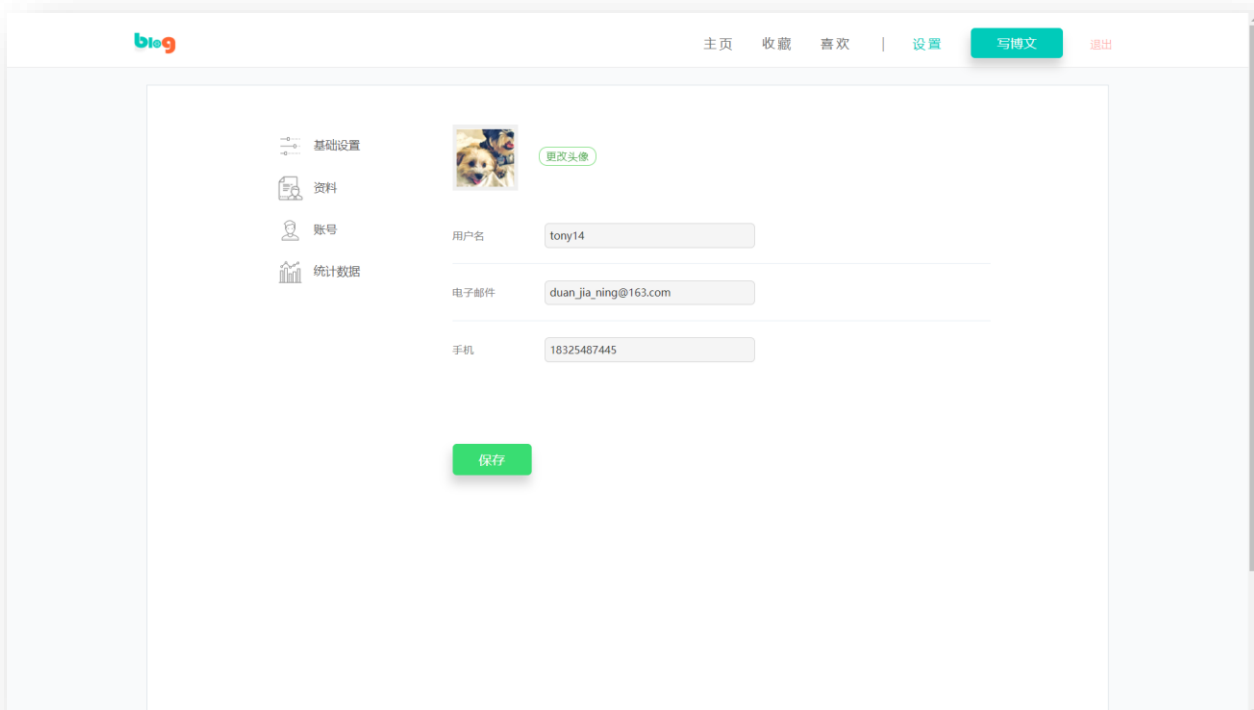 blog
主页 收藏 喜欢 | 设置 写博文 退出
基础设置
资料
账号
统计数据
更改头像
用户名 tony14
电子邮件 duan_jia_ning@163.com
手机 18325487445
保存